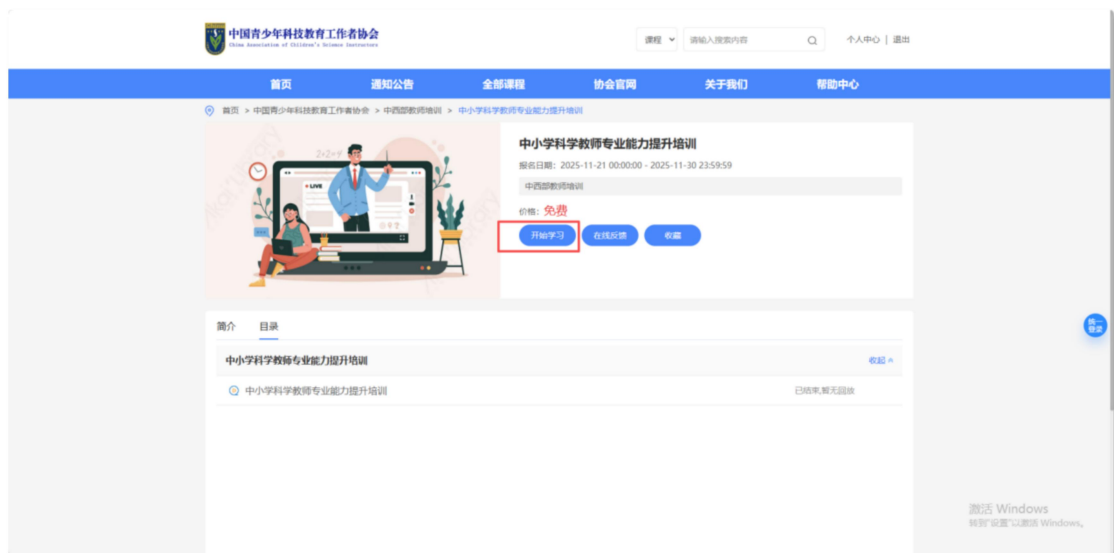 中国青少年科技教育工作者协会
China Association of Children's Science Instructors
课程
请输入搜索内容
个人中心 | 退出
首页 通知公告 全部课程 协会官网 关于我们 帮助中心
首页 > 中国青少年科技教育工作者协会 > 中西部教师培训 > 中小学科学教师专业能力提升培训
2+2=?
LIVE
中小学科学教师专业能力提升培训
报名日期：2025-11-21 00:00:00 - 2025-11-30 23:59:59
中西部教师培训
价格：免费
开始学习 在线反馈 收藏
统一
登录
简介 目录
中小学科学教师专业能力提升培训 收起
中小学科学教师专业能力提升培训 已结束,暂无回放
激活 Windows
转到"设置"以激活 Windows。